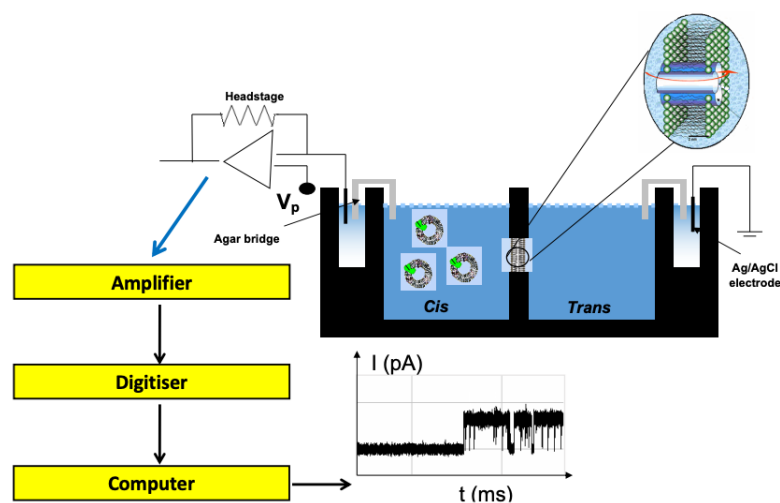 Headstage
Vp
Agar bridge
Amplifier
Digitiser
Computer
Cis
Trans
Ag/AgCl
electrode
I (pA)
t (ms)